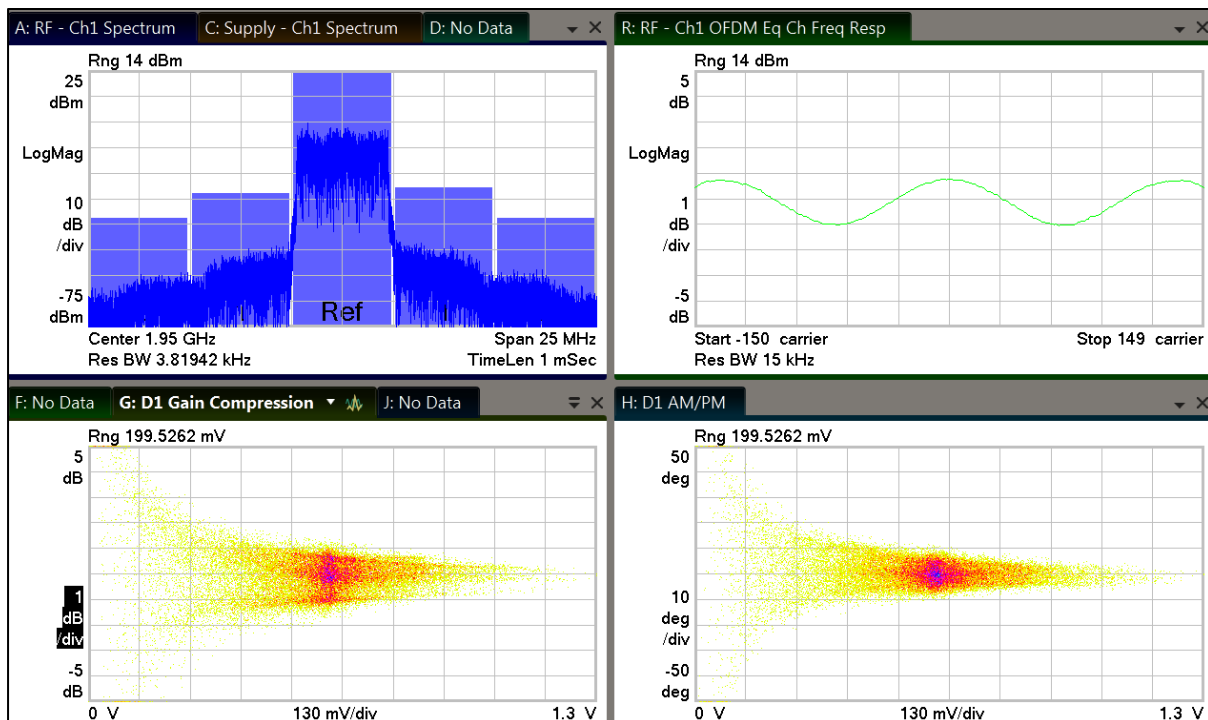 A: RF - Ch1 Spectrum C: Supply - Ch1 Spectrum D: No Data
Rng 14 dBm
25
dBm
LogMag
10
dB
/div
-75
dBm
Ref
Center 1.95 GHz Span 25 MHz
Res BW 3.81942 kHz TimeLen 1 mSec
R: RF - Ch1 OFDM Eq Ch Freq Resp
Rng 14 dBm
5
dB
LogMag
1
dB
/div
-5
dB
Start -150 carrier Stop 149 carrier
Res BW 15 kHz
F: No Data G: D1 Gain Compression J: No Data
Rng 199.5262 mV
5
dB
1
dB
/div
-5
dB
0 V 130 mV/div 1.3 V
H: D1 AM/PM
Rng 199.5262 mV
50
deg
10
deg
/div
-50
deg
0 V 130 mV/div 1.3 V